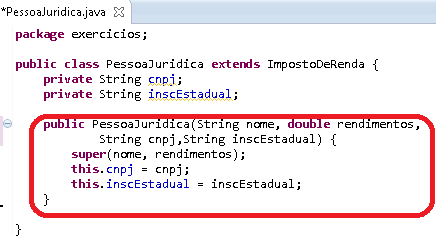 *PessoaJuridica.java
package exercicios;
public class PessoaJuridica extends ImpostoDeRenda {
private String cnpj;
private String inscEstadual;
public PessoaJuridica(String nome, double rendimentos,
String cnpj,String inscEstadual) {
super(nome, rendimentos);
this.cnpj = cnpj;
this.inscEstadual = inscEstadual;
}
}